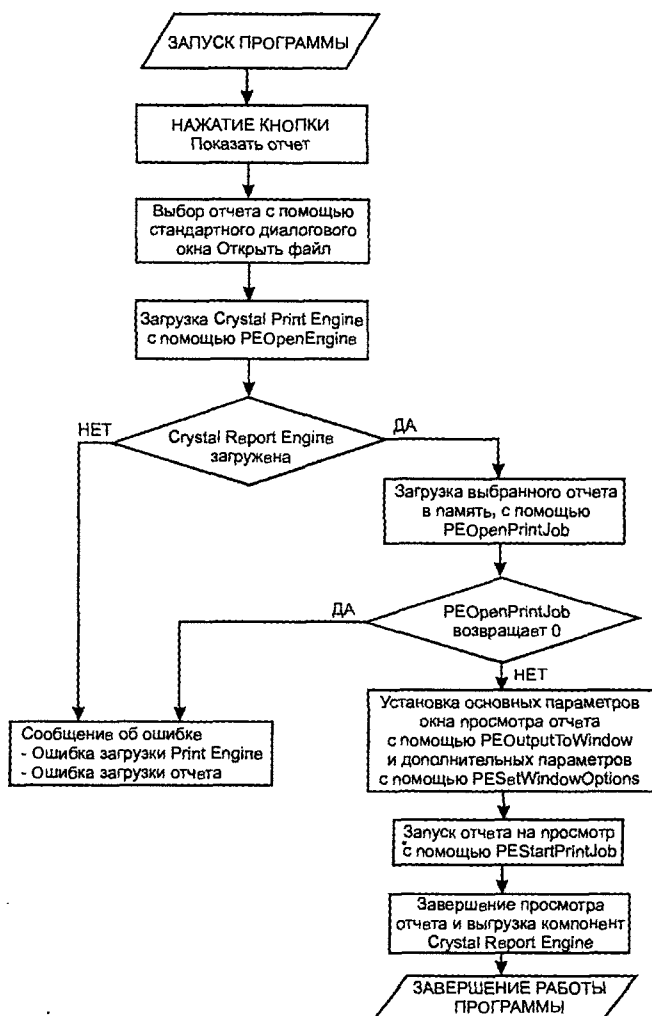 ЗАПУСК ПРОГРАММЫ
НАЖАТИЕ КНОПКИ
Показать отчет
Выбор отчета с помощью
стандартного диалогового
окна Открыть файл
Загрузка Crystal Print Engine
с помощью PEOpenEngine
НЕТ
Crystal Report Engine
загружена
ДА
Загрузка выбранного отчета
в память, с помощью
PEOpenPrintJob
ДА
PEOpenPrintJob
возвращает 0
НЕТ
Сообщение об ошибке
- Ошибка загрузки Print Engine
- Ошибка загрузки отчета
Установка основных параметров
окна просмотра отчета
с помощью PEOutputToWindow
и дополнительных параметров
с помощью PESetWindowOptions
Запуск отчета на просмотр
с помощью PEStartPrintJob
Завершение просмотра
отчета и выгрузка компонент
Crystal Report Engine
ЗАВЕРШЕНИЕ РАБОТЫ
ПРОГРАММЫ